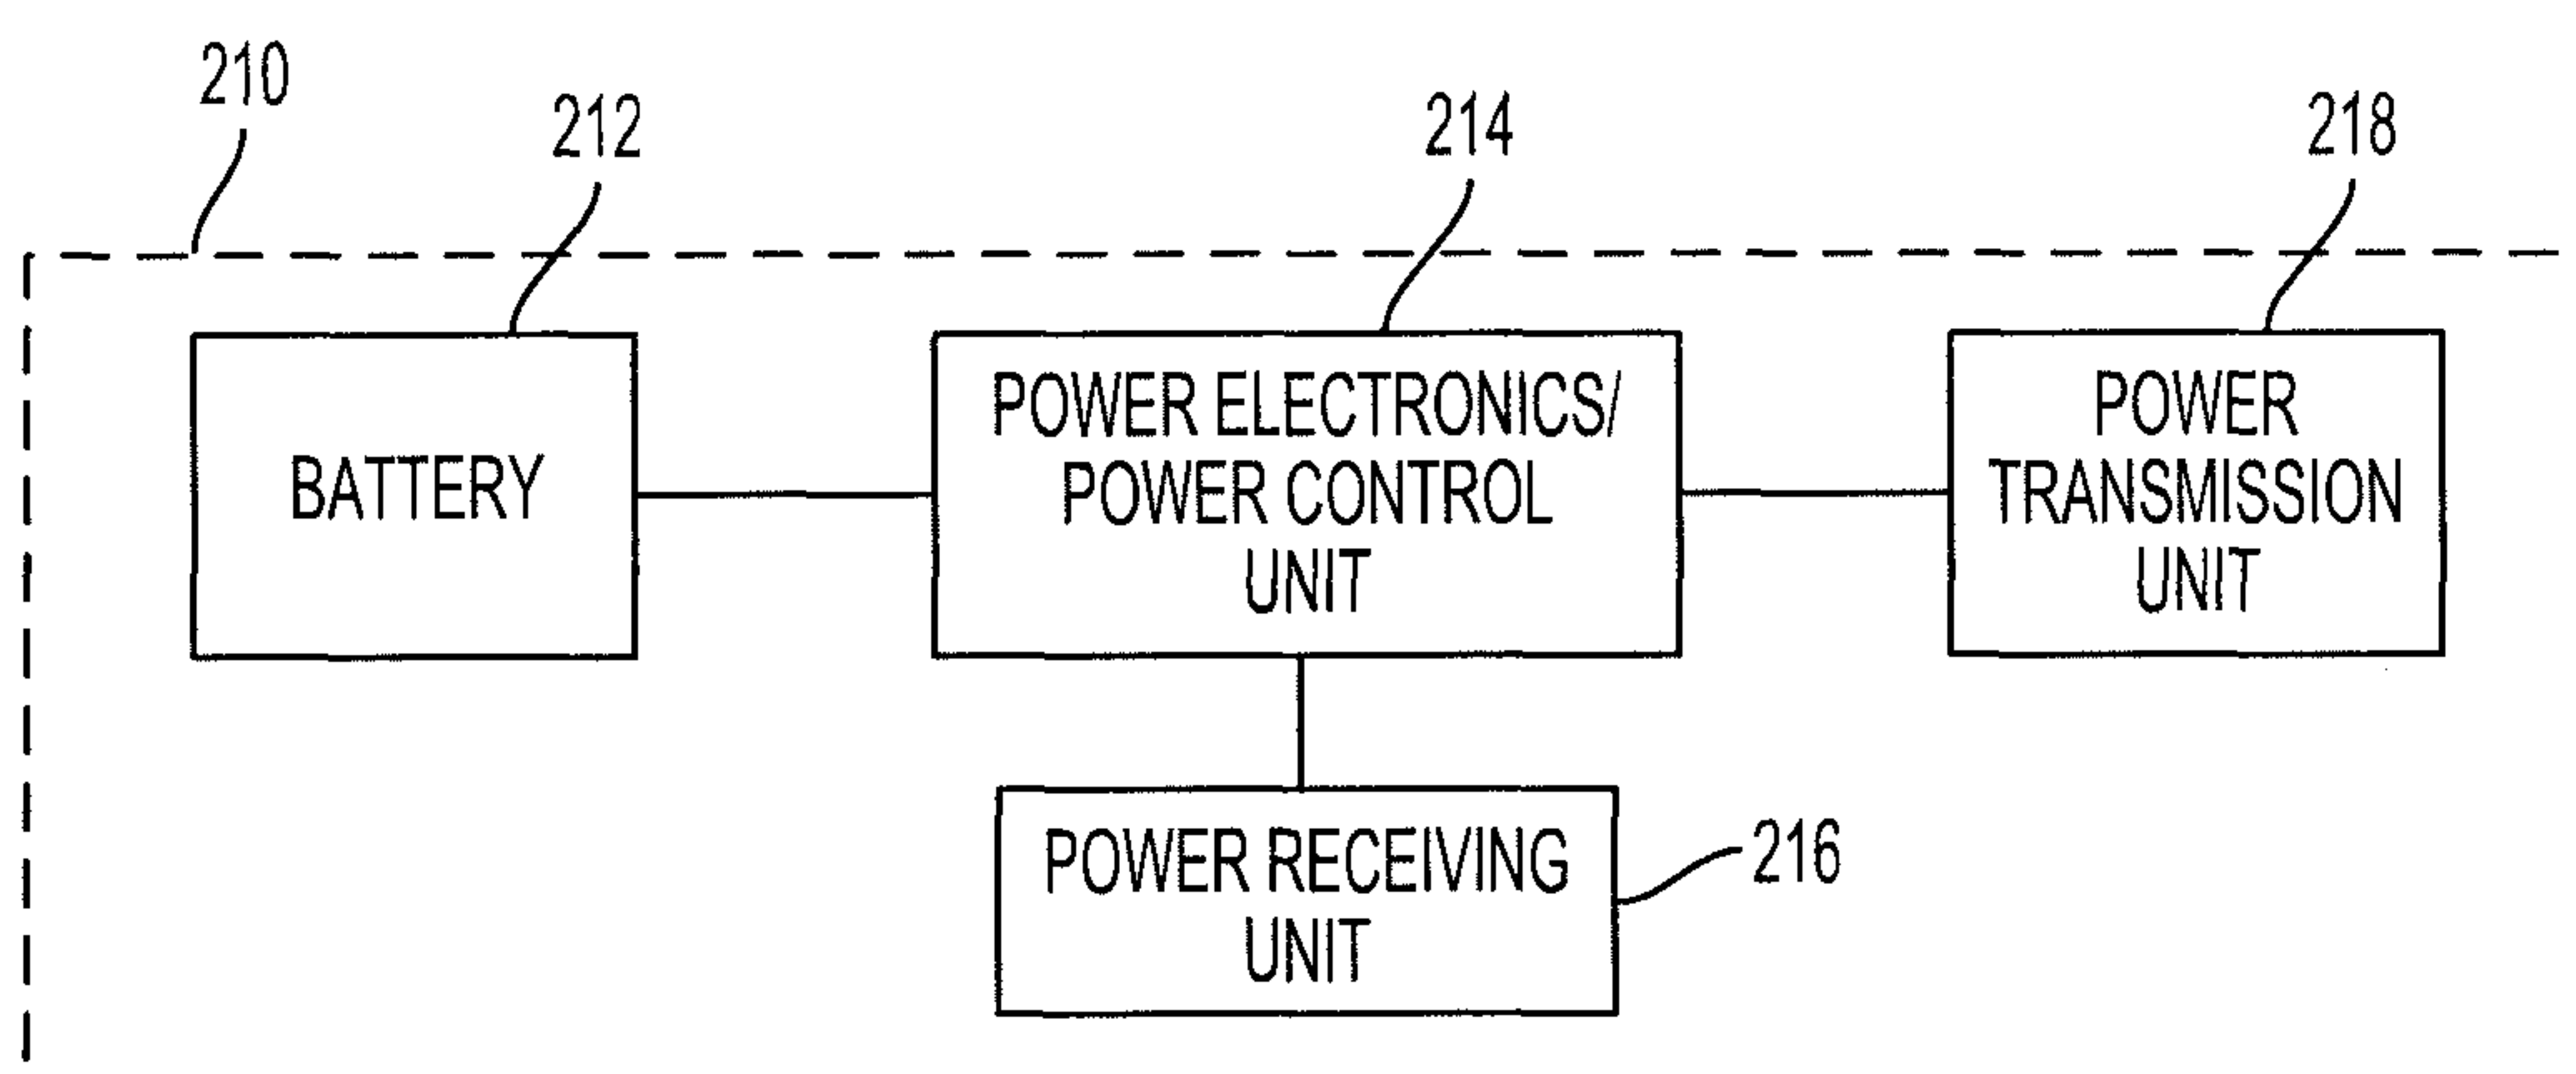 210
212
214
218
BATTERY
POWER ELECTRONICS/
POWER CONTROL
UNIT
POWER
TRANSMISSION
UNIT
POWER RECEIVING
UNIT
216